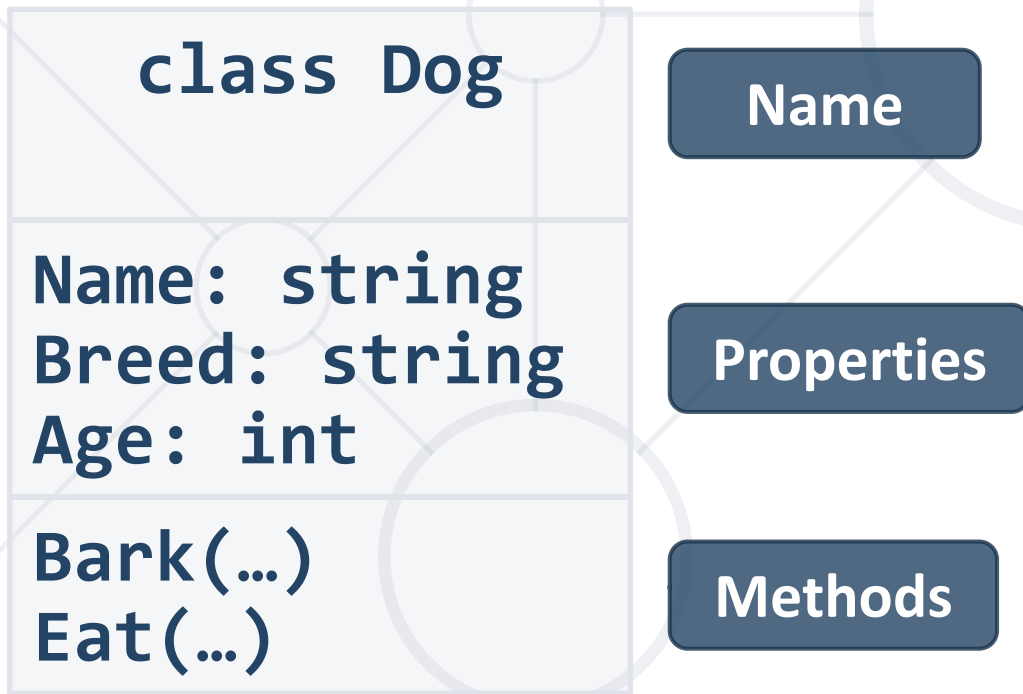 class Dog
Name
Name: string
Breed: string
Age: int
Properties
Bark(…)
Eat(…)
Methods